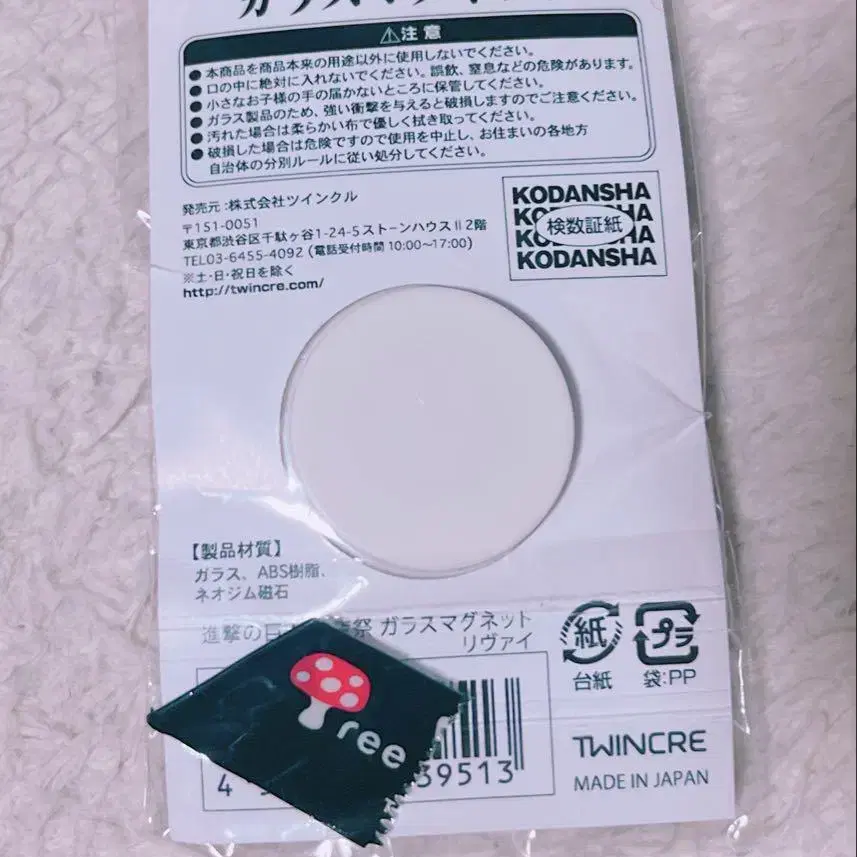 ガラスマグネット
⚠注意
●本商品を商品本来の用途以外に使用しないでください。
●口の中に絶対に入れないでください。誤飲、窒息などの危険があります。
●小さなお子様の手の届かないところに保管してください。
●ガラス製品のため、強い衝撃を与えると破損しますのでご注意ください。
●汚れた場合は柔らかい布で優しく拭き取ってください。
●破損した場合は危険ですので使用を中止し、お住まいの各地方
自治体の分別ルールに従い処分してください。
発売元:株式会社ツインクル
〒151-0051
東京都渋谷区千駄ヶ谷1-24-5ストーンハウスⅡ2階
TEL03-6455-4092 (電話受付時間 10:00~17:00)
※土・日・祝日を除く
http://twincre.com/
KODANSHA
KODANSHA
検数証紙
KODANSHA
KODANSHA
【製品材質】
ガラス、ABS樹脂、
ネオジム磁石
進撃の巨 祭 ガラスマグネット
リヴァイ
紙
台紙
プラ
袋:PP
ree
4
39513
TWINCRE
MADE IN JAPAN